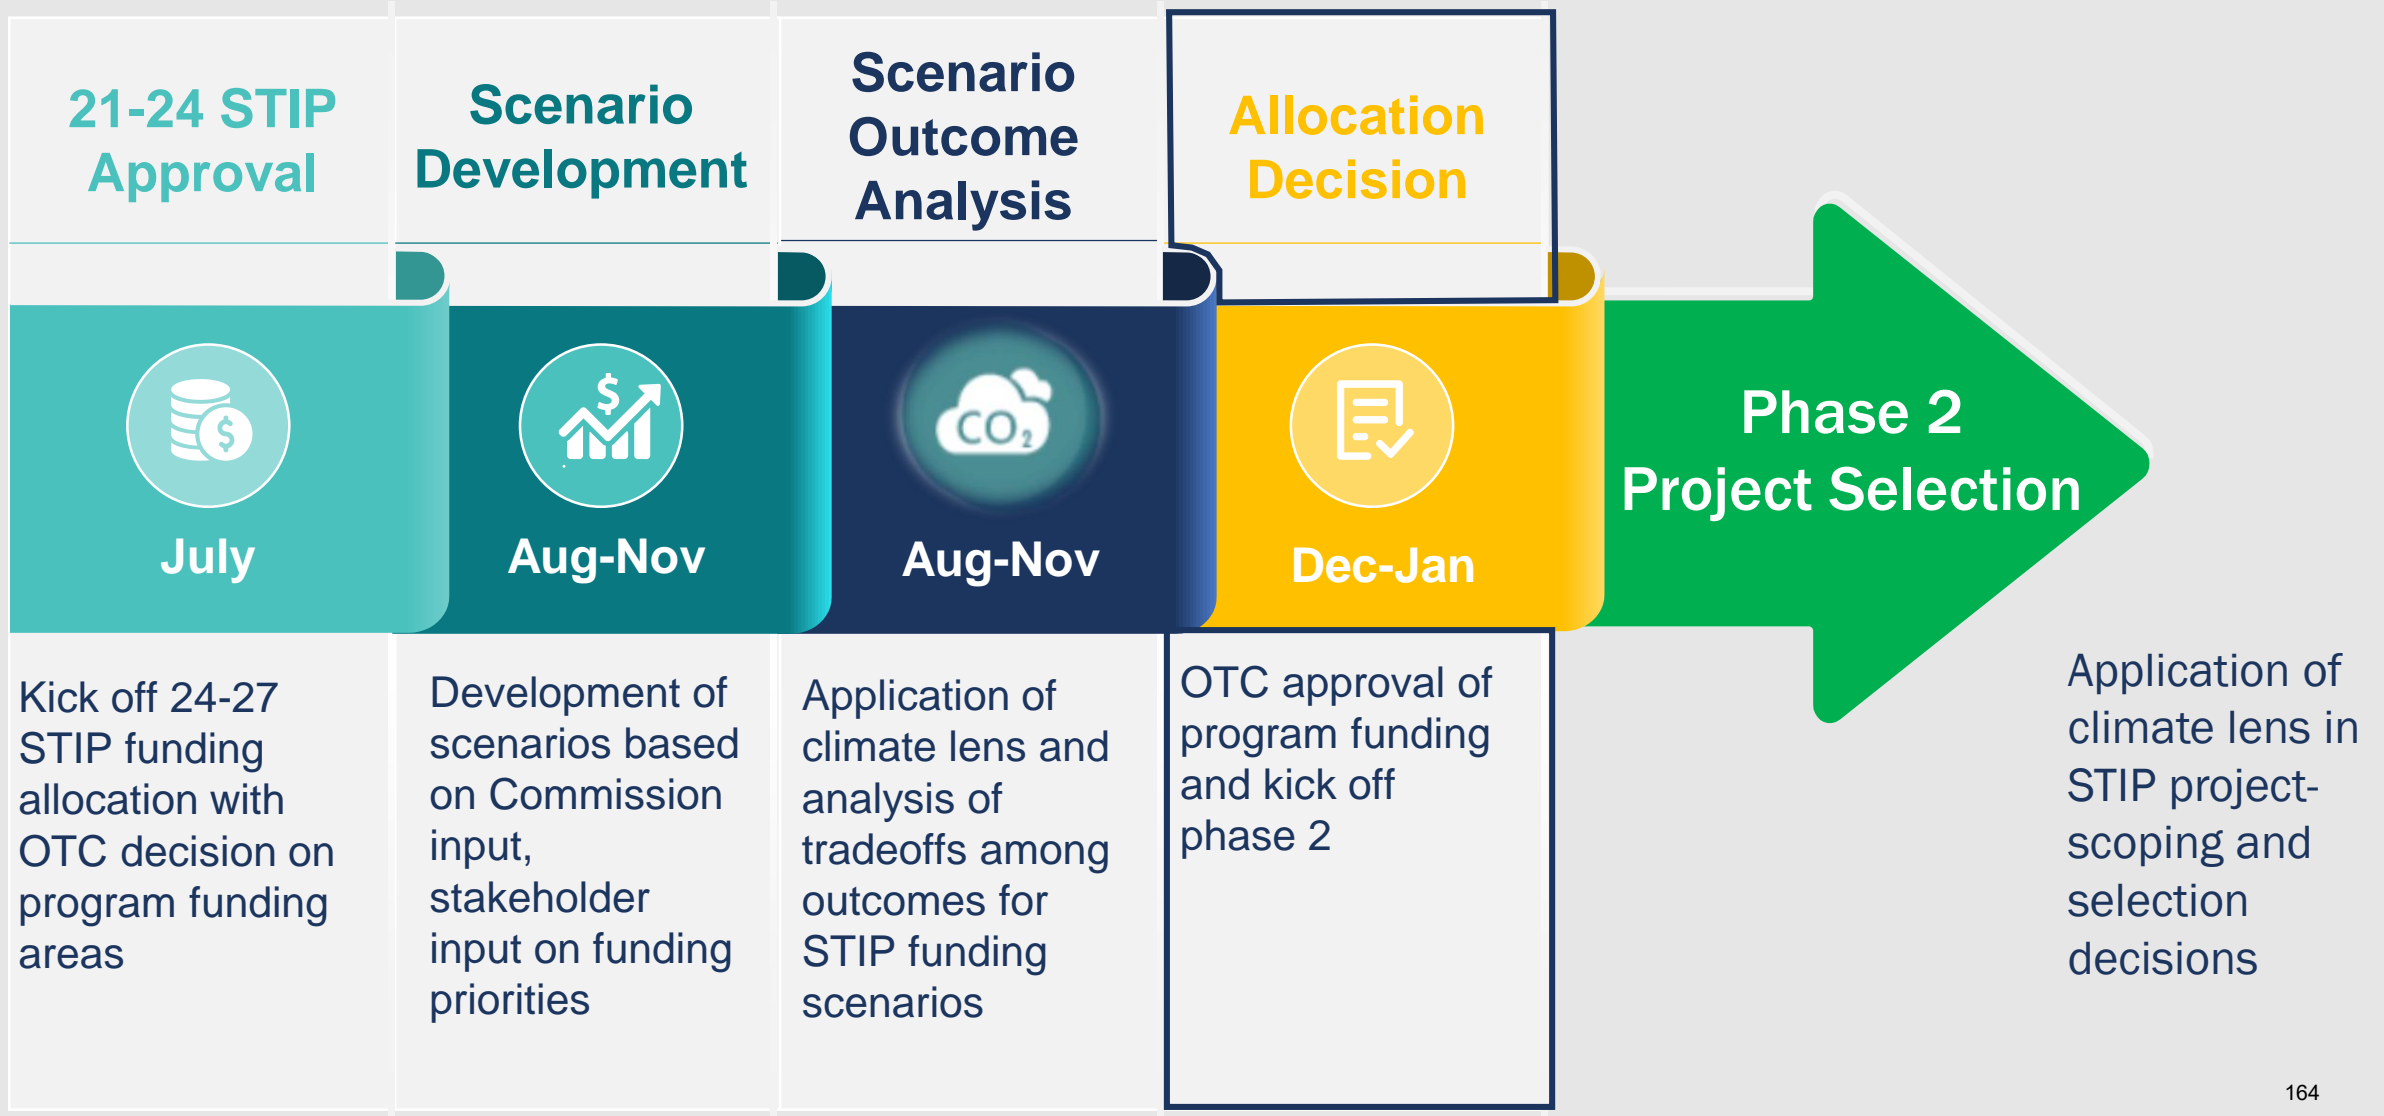 21-24 STIP
Approval
Scenario
Development
Scenario
Outcome
Analysis
Allocation
Decision
$
July
$
Aug-Nov
CO2
Aug-Nov
Dec-Jan
Phase 2
Project Selection
Kick off 24-27
STIP funding
allocation with
OTC decision on
program funding
areas
Development of
scenarios based
on Commission
input,
stakeholder
input on funding
priorities
Application of
climate lens and
analysis of
tradeoffs among
outcomes for
STIP funding
scenarios
OTC approval of
program funding
and kick off
phase 2
Application of
climate lens in
STIP project-
scoping and
selection
decisions
164